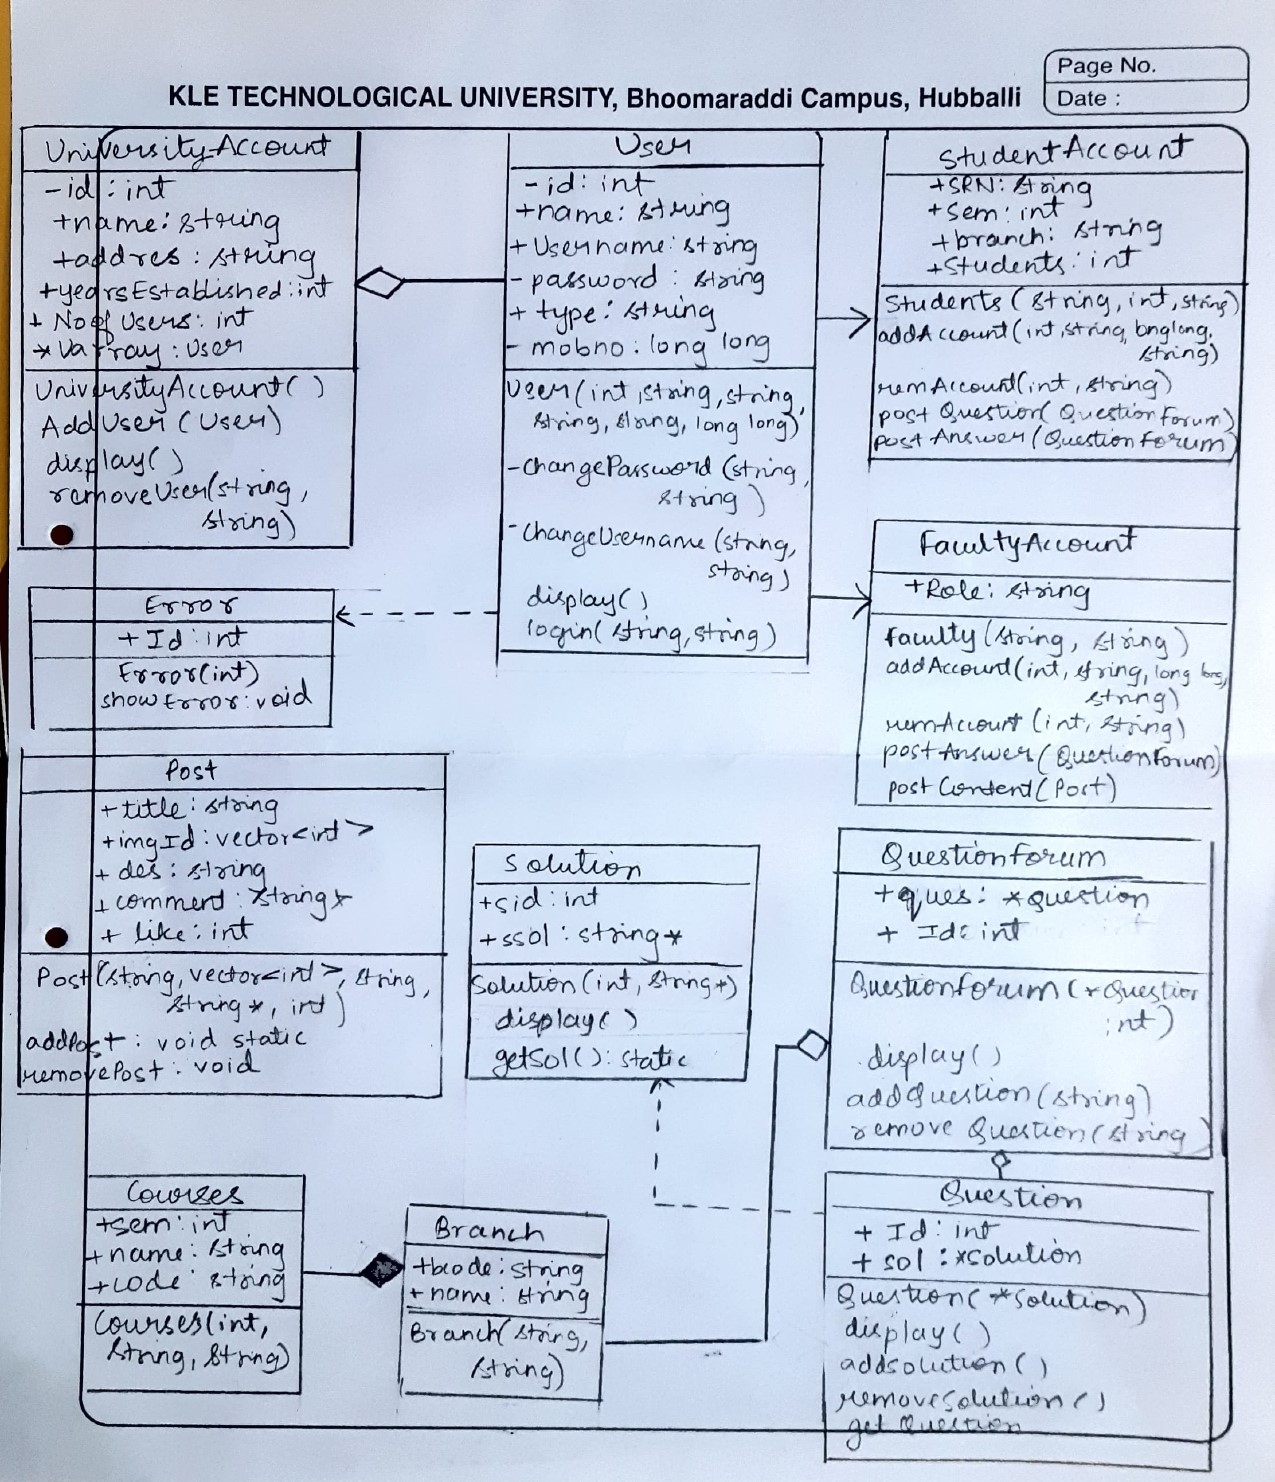 Page No.
Date :
KLE TECHNOLOGICAL UNIVERSITY, Bhoomaraddi Campus, Hubballi
UniversityAccount
-id : int
+name: string
+addres : string
+yearsEstablished: int
+ No of Users: int
: User
UniversityAccount( )
AddUser (User)
display( )
removeUser(string,
string)
User
- id : int
+name: string
+ Username: string
- password : string
+ type: string
- mobno : long long
User(int, string, string,
string, string, long long)
-changePassword (string,
string )
-changeUsername (string,
string)
display( )
login( string, string )
StudentAccount
+SRN: string
+sem: int
+branch: string
+students: int
Students ( string, int, string)
addAccount(int, string, long long,
string)
remAccount(int, string)
post Question( Questionforum)
post Answer (QuestionForum)
FacultyAccount
+Role: string
faculty (string, string )
addAccount(int, string, long long,
string)
remAccount (int, string)
postAnswer(QuestionForum)
post Content( Post)
Error
+ Id : int
Error(int)
show Error : void
Post
+title: string
+imgId : vector<int>
+ des : string
+ comment : string*
+ like : int
Post(string, vector<int>, string,
string*, int )
addPost : void static
removePost : void
Solution
+sid : int
+ssol : string*
Solution (int, string*)
display( )
getSol( ): static
Questionforum
+ques: *question
+ Id: int
Questionforum (*Question
int)
display( )
addQuestion (string)
remove Question (string
Courses
+sem: int
+name: string
+code : string
Courses(int,
string, string)
Branch
+bcode: string
+ name: string
Branch(string,
string)
Question
+ Id: int
+ sol : *solution
Question( *solution)
display( )
addsolution ( )
removesolution ( )
get Question